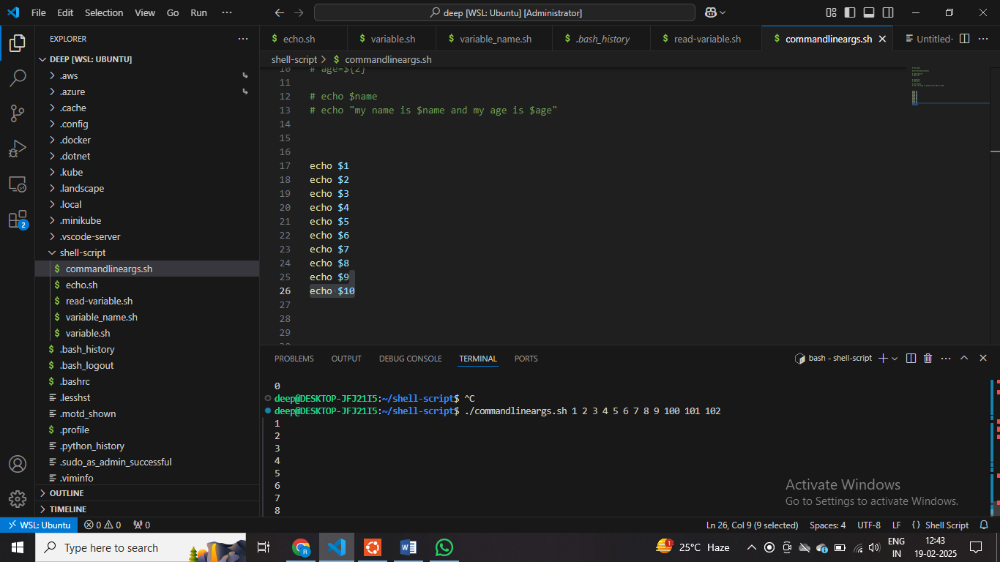 File Edit Selection View Go Run ···
deep [WSL: Ubuntu] [Administrator]
EXPLORER
echo.sh
variable.sh
variable_name.sh
.bash_history
read-variable.sh
commandlineargs.sh
Untitled-
shell-script > commandlineargs.sh
DEEP [WSL: UBUNTU]
.aws
.azure
.cache
.config
.docker
.dotnet
.kube
.landscape
.local
.minikube
.vscode-server
shell-script
commandlineargs.sh
echo.sh
read-variable.sh
variable_name.sh
variable.sh
.bash_history
.bash_logout
.bashrc
.lesshst
.motd_shown
.profile
.python_history
.sudo_as_admin_successful
.viminfo
OUTLINE
TIMELINE
2
10 # age=${2}
11
12 # echo $name
13 # echo "my name is $name and my age is $age"
14
15
16
17 echo $1
18 echo $2
19 echo $3
20 echo $4
21 echo $5
22 echo $6
23 echo $7
24 echo $8
25 echo $9
26 echo $10
27
28
29
30
PROBLEMS OUTPUT DEBUG CONSOLE TERMINAL PORTS
bash - shell-script
0
deep@DESKTOP-JFJ21I5:~/shell-script$ ^C
deep@DESKTOP-JFJ21I5:~/shell-script$ ./commandlineargs.sh 1 2 3 4 5 6 7 8 9 100 101 102
1
2
3
4
5
6
7
8
Activate Windows
Go to Settings to activate Windows.
WSL: Ubuntu 0 0 0
Ln 26, Col 9 (9 selected) Spaces: 4 UTF-8 LF {} Shell Script
Type here to search
R
W
1
25°C Haze
ENG
IN
12:43
19-02-2025